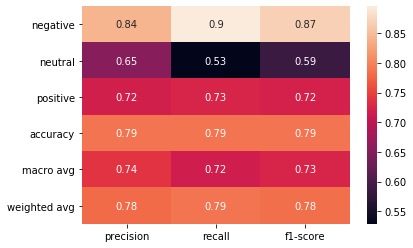 negative 0.84 0.9 0.87
neutral 0.65 0.53 0.59
positive 0.72 0.73 0.72
accuracy 0.79 0.79 0.79
macro avg 0.74 0.72 0.73
weighted avg 0.78 0.79 0.78
precision recall f1-score
0.85
0.80
0.75
0.70
0.65
0.60
0.55